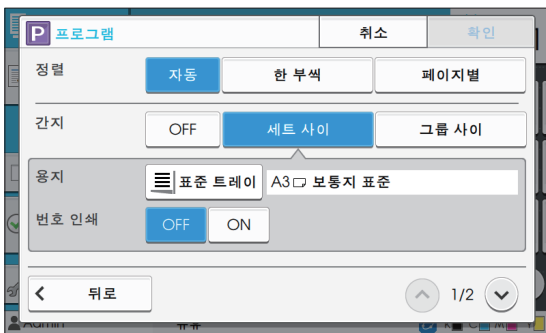 P 프로그램 취소 확인
정렬 자동 한 부씩 페이지별
간지 OFF 세트 사이 그룹 사이
용지 표준 트레이 A3 보통지 표준
번호 인쇄 OFF ON
뒤로 1/2
Admin K C M Y